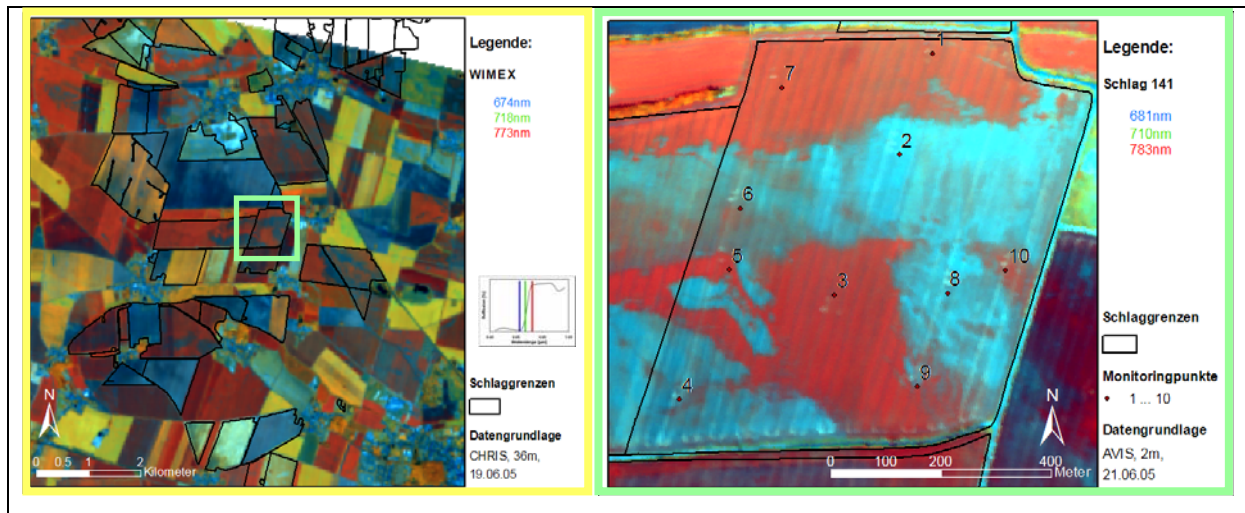 Legende:
WIMEX
674nm
718nm
773nm
Schlaggrenzen
Datengrundlage
CHRIS, 36m,
19.06.05
N
0 0.5 1 2
Kilometer
Legende:
Schlag 141
681nm
710nm
783nm
Schlaggrenzen
Monitoringpunkte
1 ... 10
Datengrundlage
AVIS, 2m,
21.06.05
1
7
2
6
5
10
3
8
9
4
N
0 100 200 400
Meter